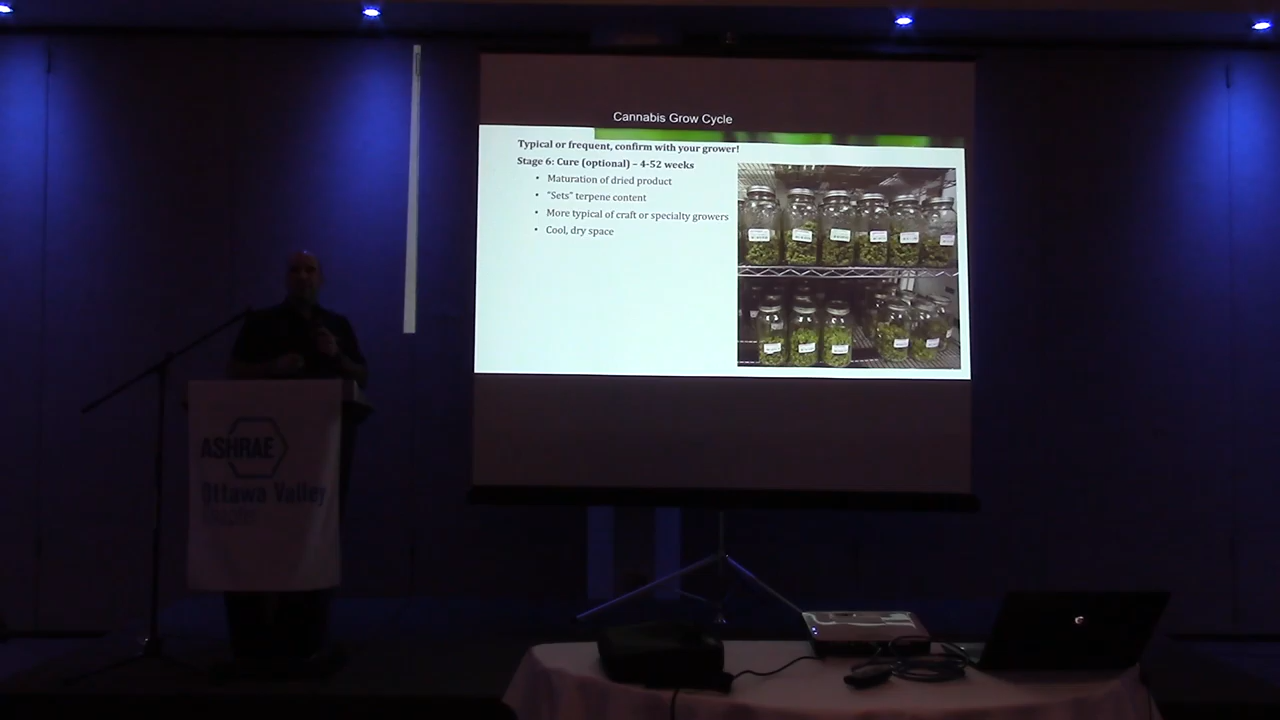 Cannabis Grow Cycle
Typical or frequent, confirm with your grower!
Stage 6: Cure (optional) – 4-52 weeks
• Maturation of dried product
• "Sets" terpene content
• More typical of craft or specialty growers
• Cool, dry space
ASHRAE
Ottawa Valley